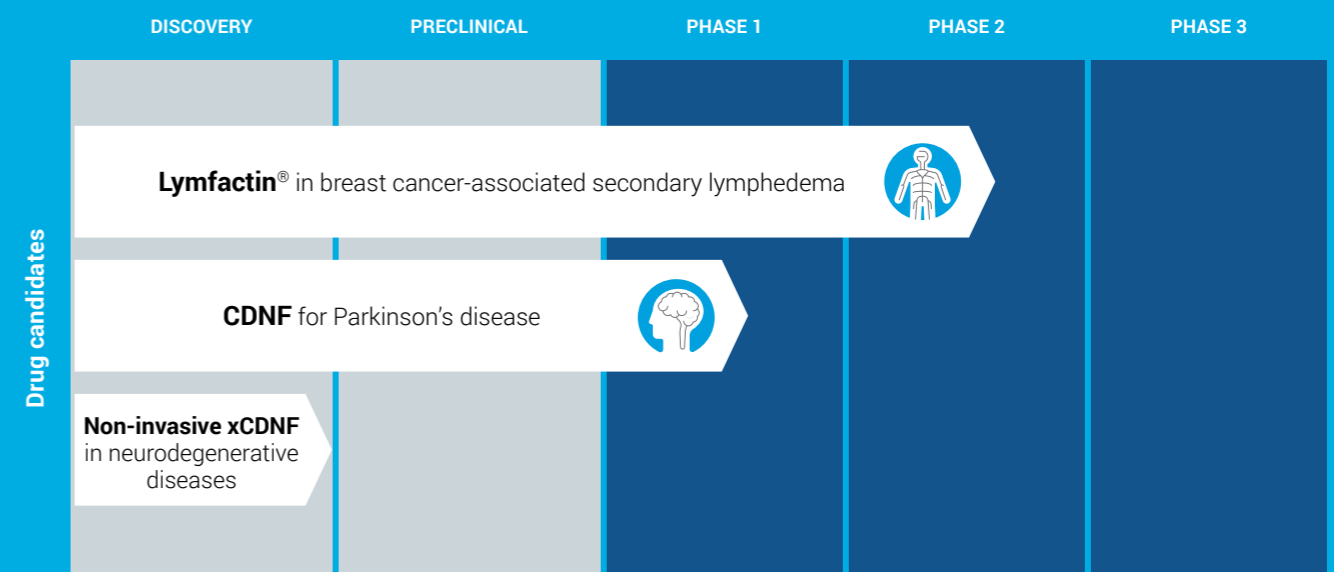 DISCOVERY
PRECLINICAL
PHASE 1
PHASE 2
PHASE 3
Drug candidates
Lymfactin® in breast cancer-associated secondary lymphedema
CDNF for Parkinson’s disease
Non-invasive xCDNF
in neurodegenerative
diseases